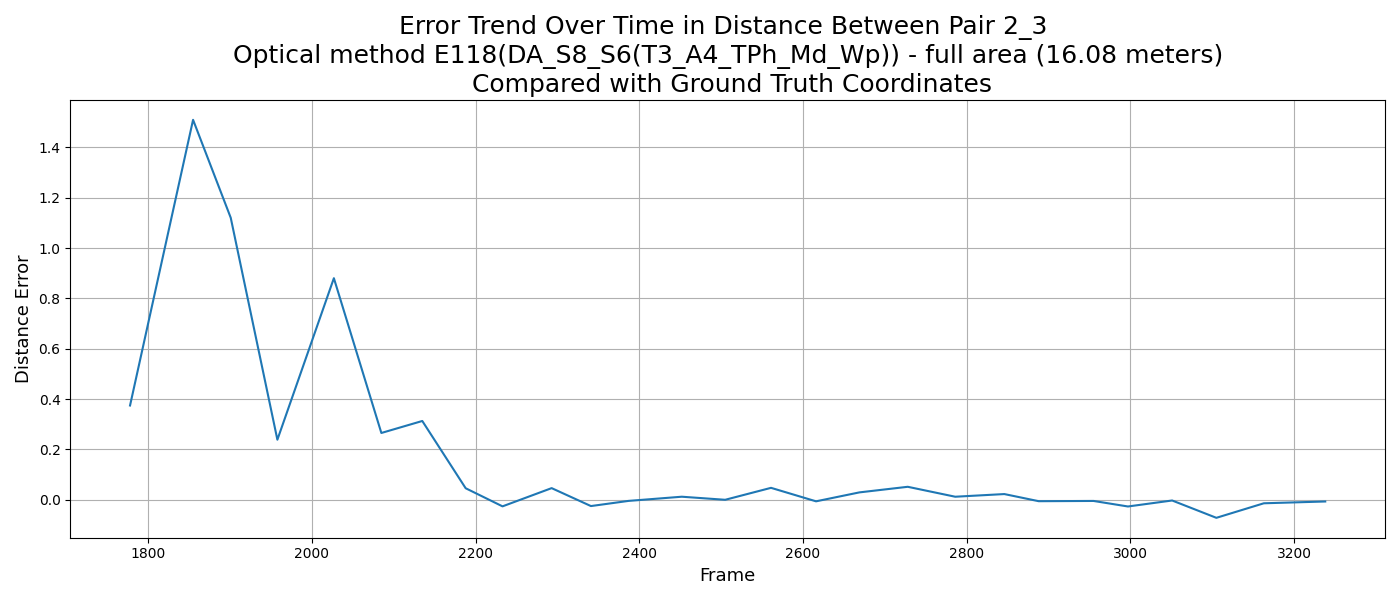 Error Trend Over Time in Distance Between Pair 2_3
Optical method E118(DA_S8_S6(T3_A4_TPh_Md_Wp)) - full area (16.08 meters)
Compared with Ground Truth Coordinates
Distance Error
1.4
1.2
1.0
0.8
0.6
0.4
0.2
0.0
1800 2000 2200 2400 2600 2800 3000 3200
Frame